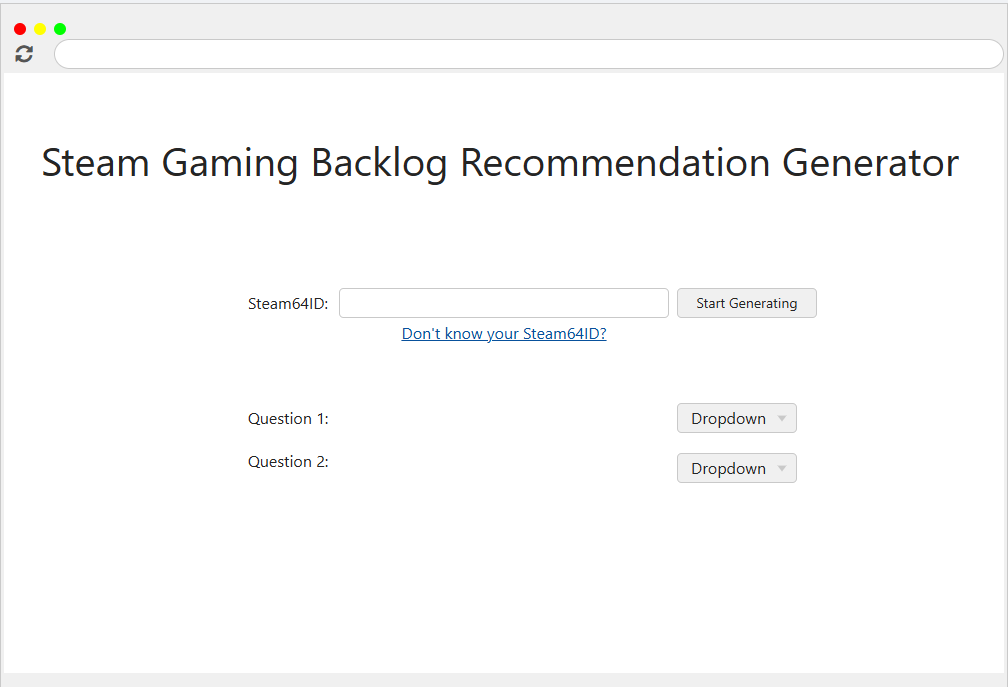 Steam Gaming Backlog Recommendation Generator
Steam64ID:
Start Generating
Don't know your Steam64ID?
Question 1:
Dropdown
Question 2:
Dropdown